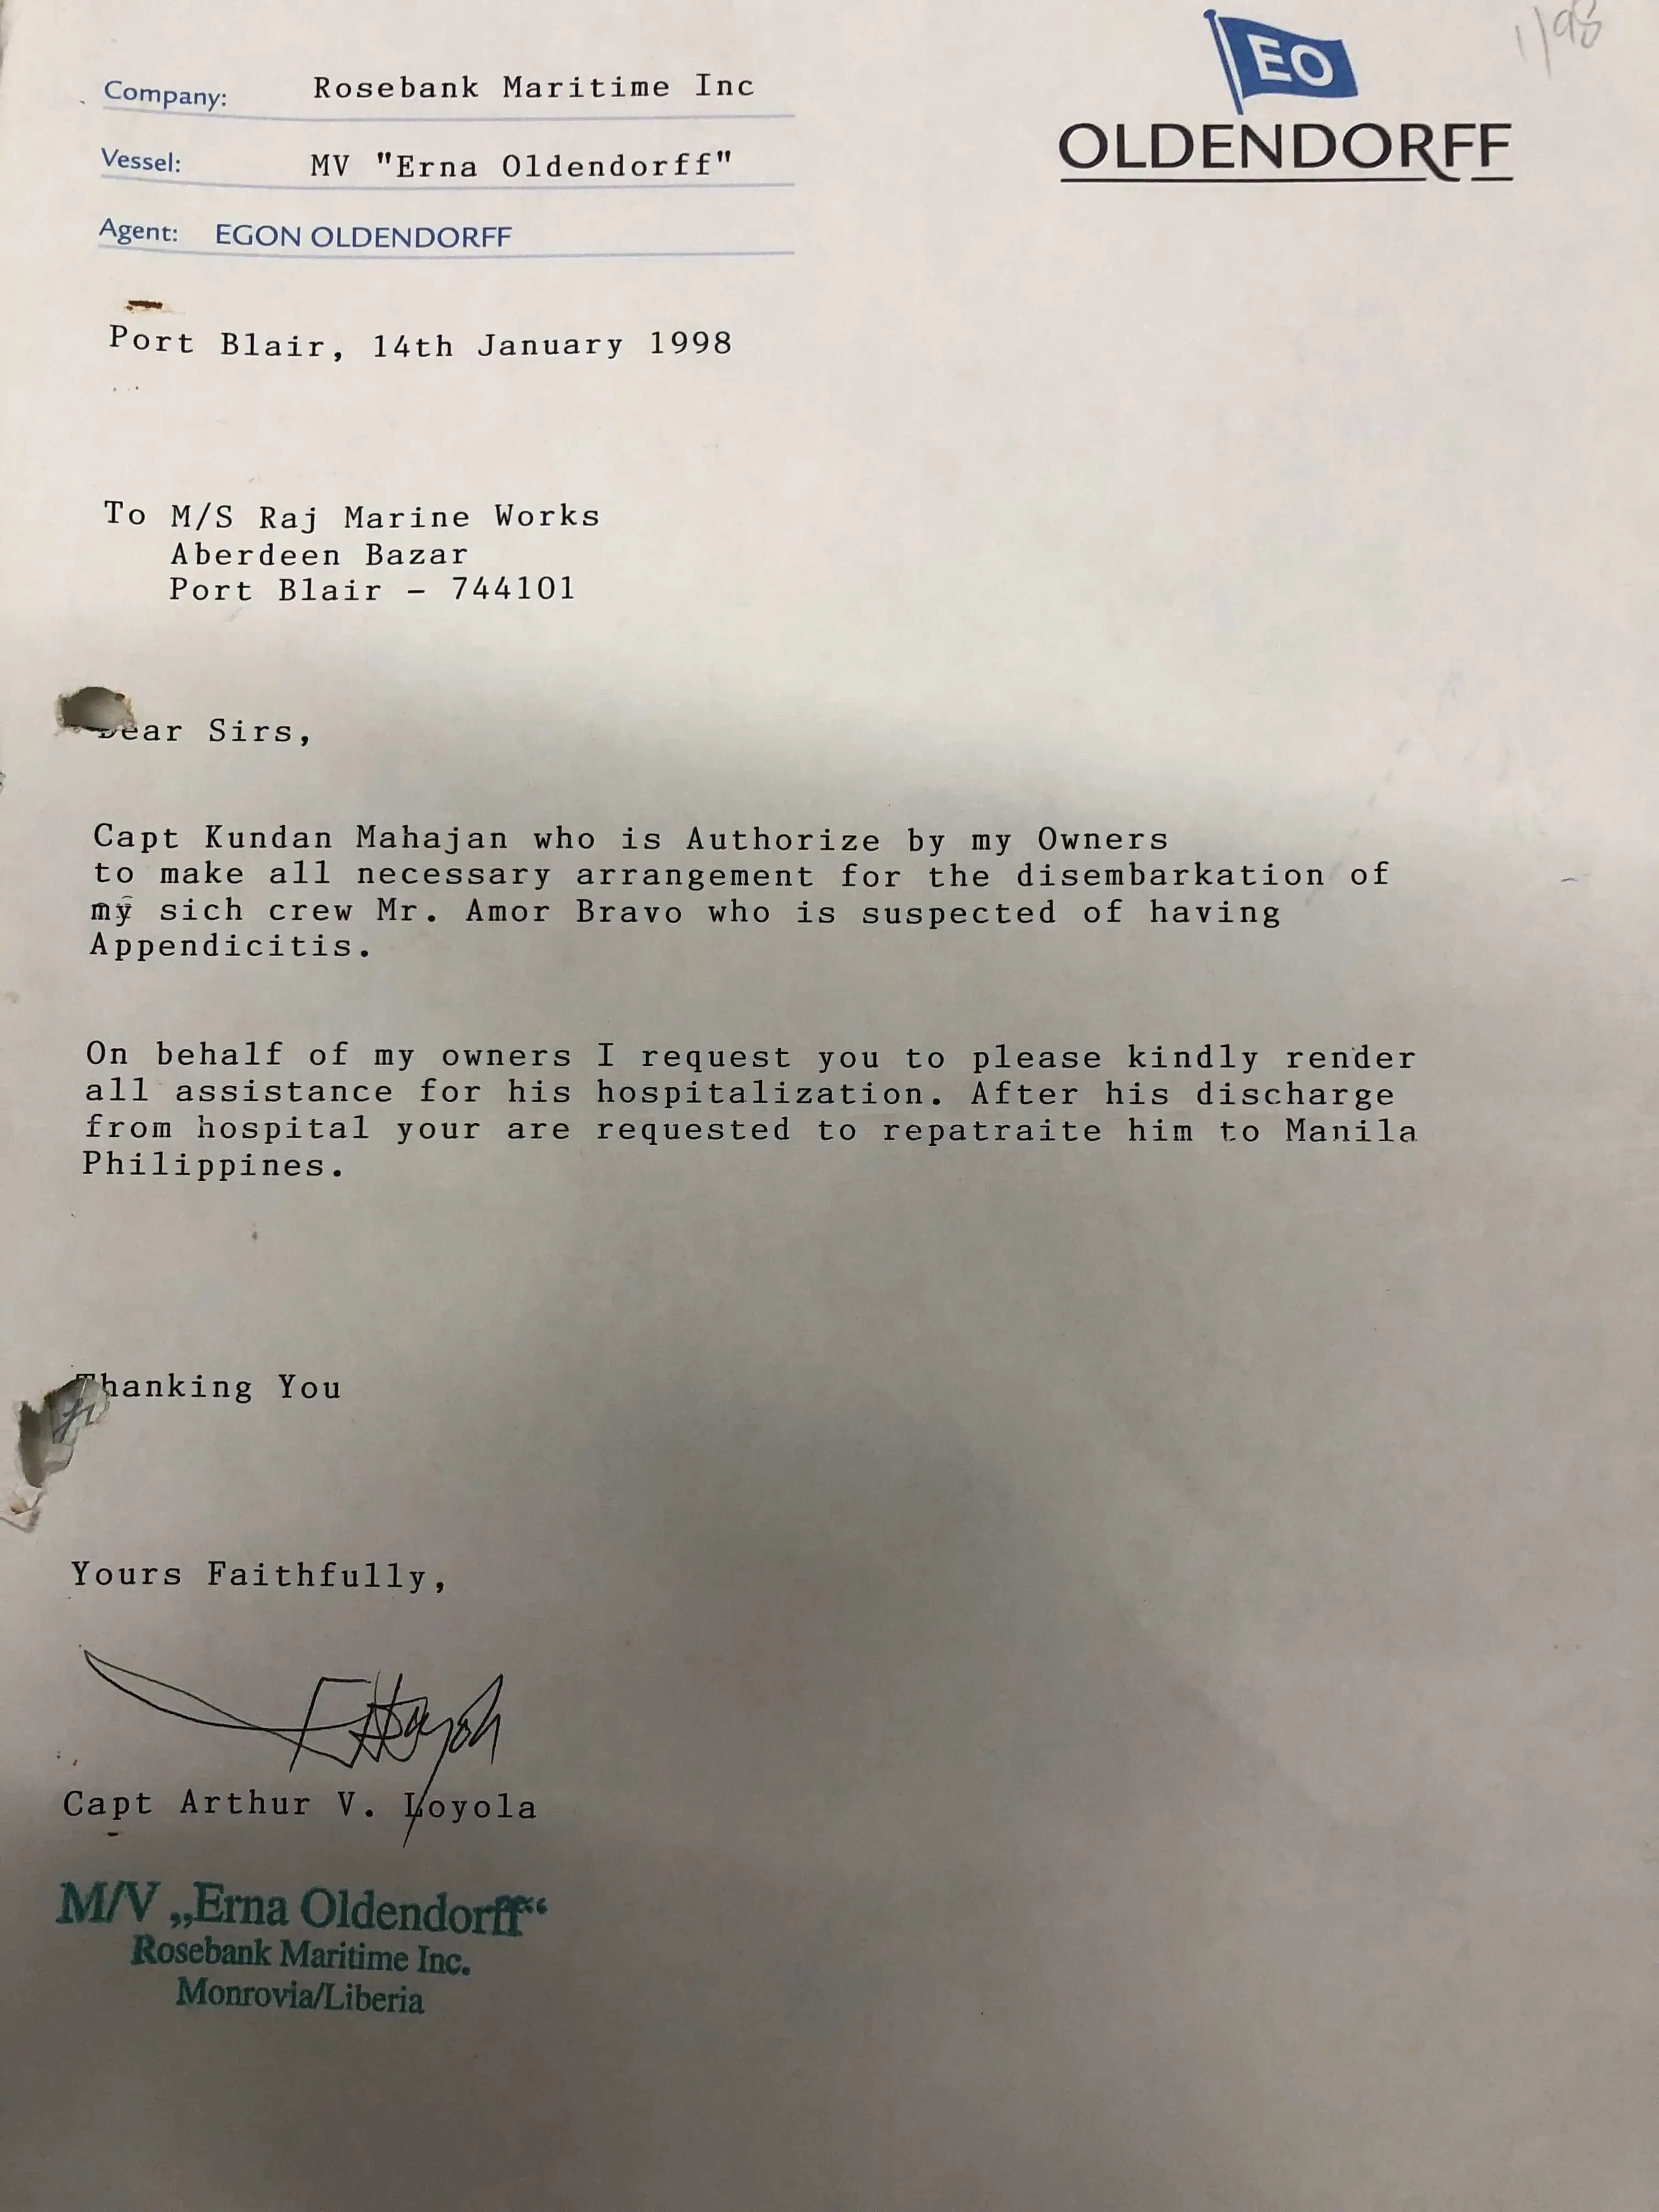 1/98
EO
OLDENDORFF
Company: Rosebank Maritime Inc
Vessel: MV "Erna Oldendorff"
Agent: EGON OLDENDORFF
Port Blair, 14th January 1998
To M/S Raj Marine Works
Aberdeen Bazar
Port Blair - 744101
Dear Sirs,
Capt Kundan Mahajan who is Authorize by my Owners
to make all necessary arrangement for the disembarkation of
my sich crew Mr. Amor Bravo who is suspected of having
Appendicitis.
On behalf of my owners I request you to please kindly render
all assistance for his hospitalization. After his discharge
from hospital your are requested to repatraite him to Manila
Philippines.
Thanking You
Yours Faithfully,
Capt Arthur V. Loyola
M/V „Erna Oldendorff“
Rosebank Maritime Inc.
Monrovia/Liberia